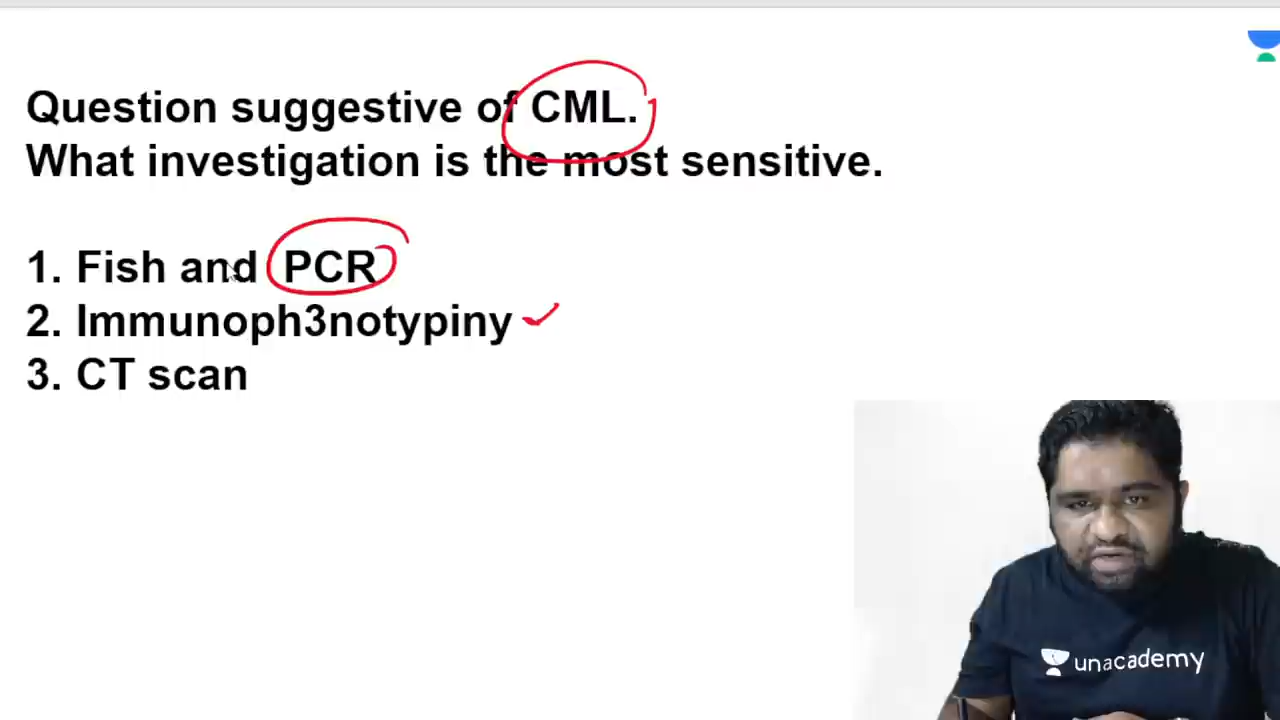 Question suggestive of CML.
What investigation is the most sensitive.
1. Fish and PCR
2. Immunoph3notypiny
3. CT scan
unacademy